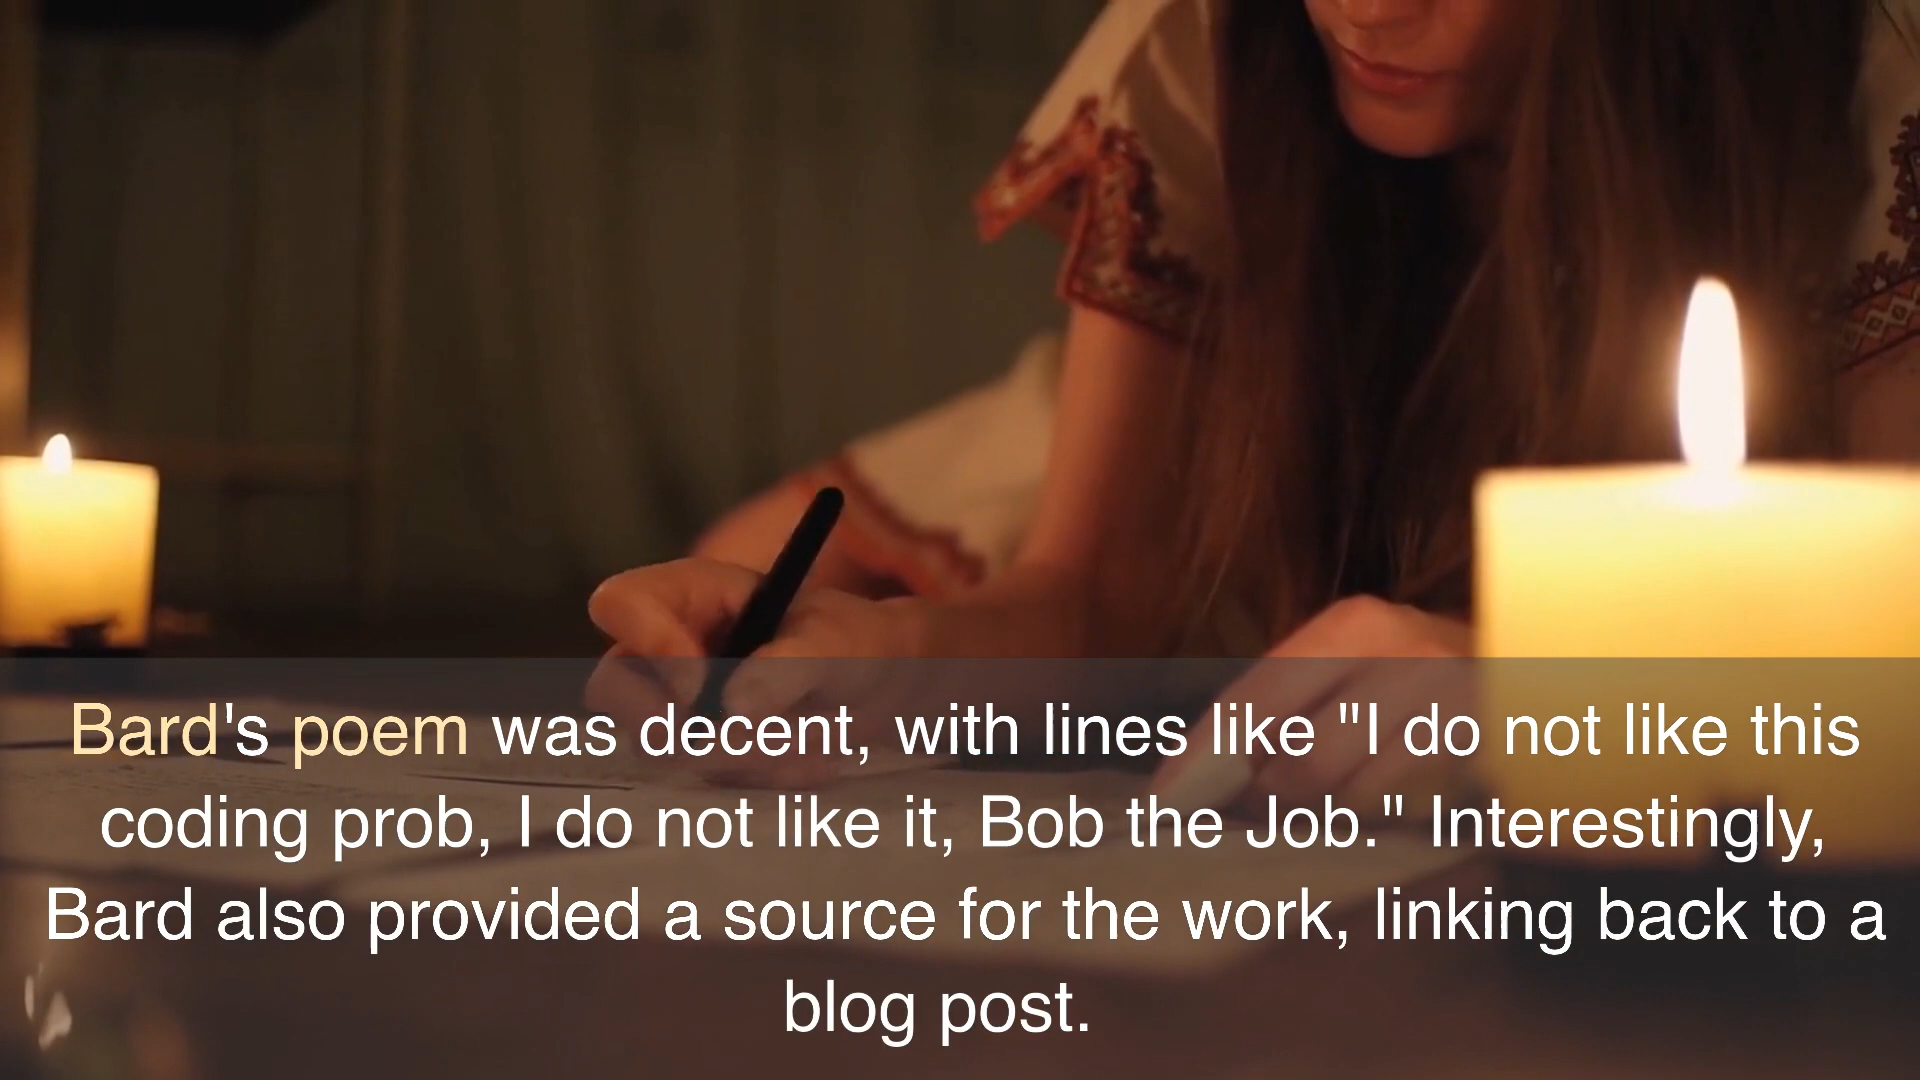 Bard's poem was decent, with lines like "I do not like this
coding prob, I do not like it, Bob the Job." Interestingly,
Bard also provided a source for the work, linking back to a
blog post.